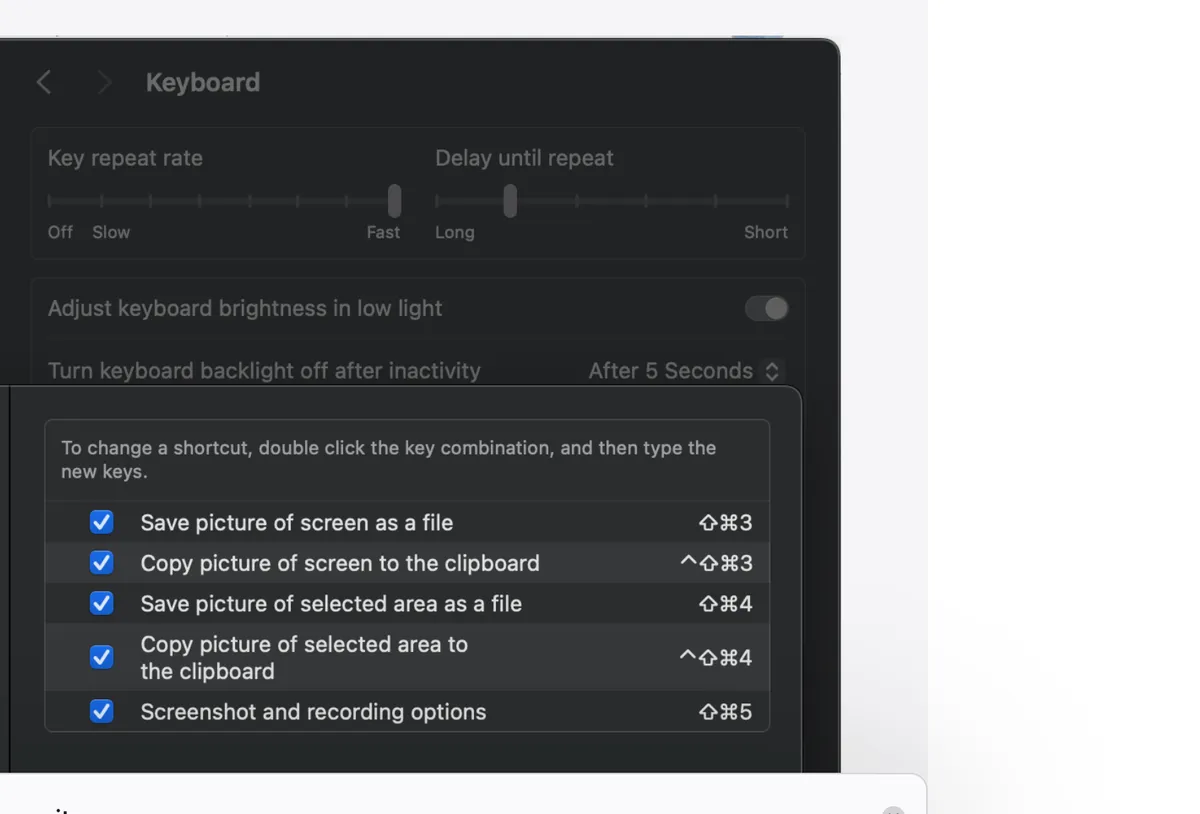 Keyboard
Key repeat rate
Delay until repeat
Off Slow Fast
Long Short
Adjust keyboard brightness in low light
Turn keyboard backlight off after inactivity After 5 Seconds
To change a shortcut, double click the key combination, and then type the
new keys.
Save picture of screen as a file ⇧⌘3
Copy picture of screen to the clipboard ^⇧⌘3
Save picture of selected area as a file ⇧⌘4
Copy picture of selected area to
the clipboard ^⇧⌘4
Screenshot and recording options ⇧⌘5